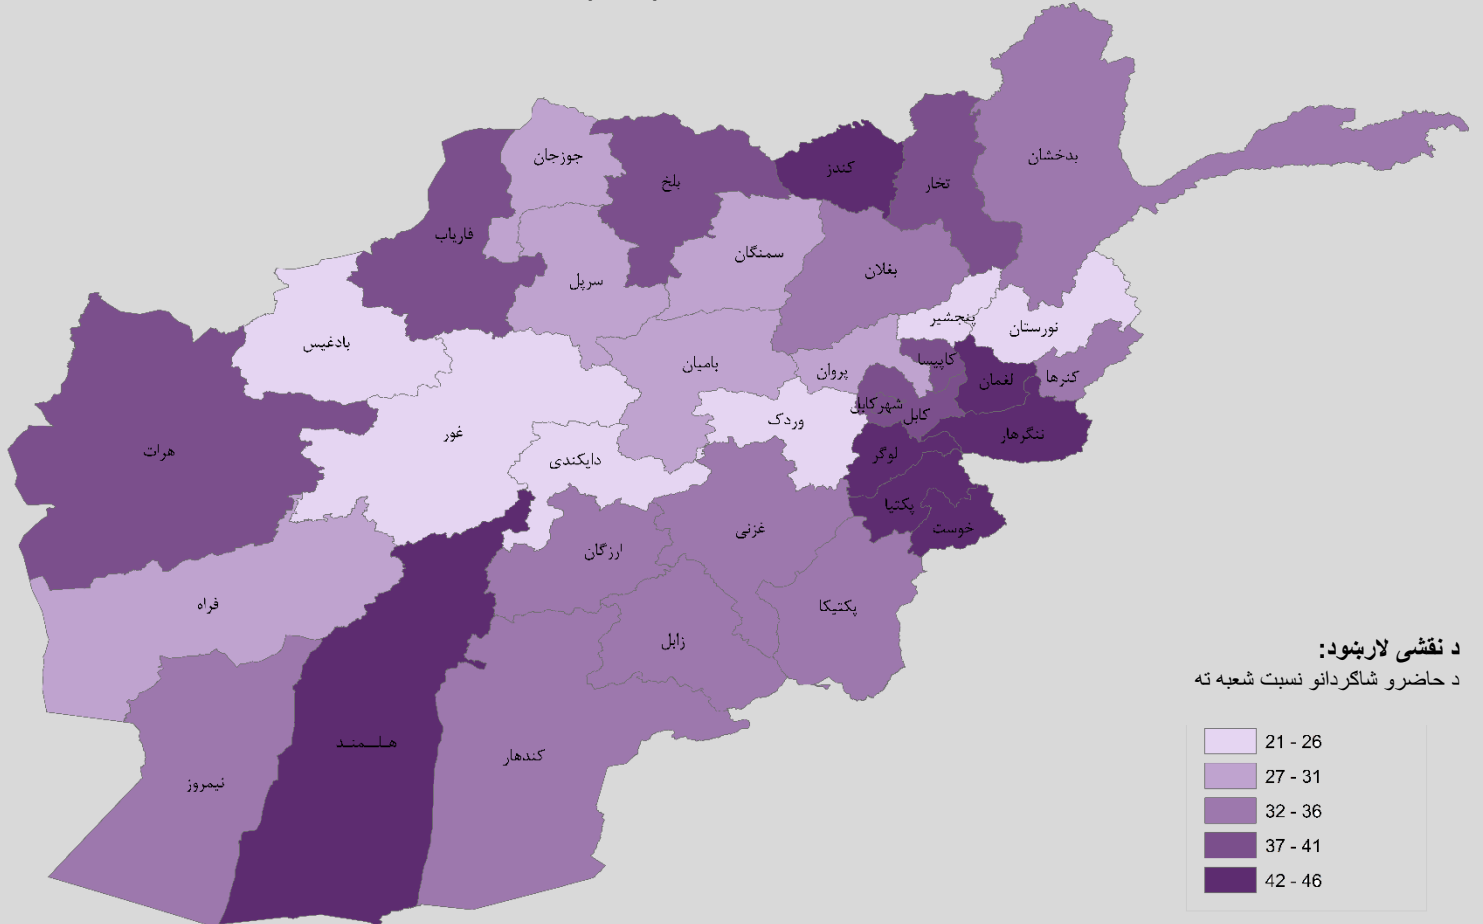 بدخشان
جوزجان
کندز
تخار
بلخ
فاریاب
سمنگان
بغلان
سرپل
پنجشیر
نورستان
بادغیس
کاپیسا
بامیان
پروان
لغمان
کنرها
شهرکابل
کابل
وردک
غور
ننگرهار
هرات
دایکندی
لوگر
پکتیا
خوست
غزنی
ارزگان
فراه
پکتیکا
زابل
هلــمنـد
کندهار
نیمروز
د نقشی لارښود:
د حاضرو شاګردانو نسبت شعبه ته
21 - 26
27 - 31
32 - 36
37 - 41
42 - 46